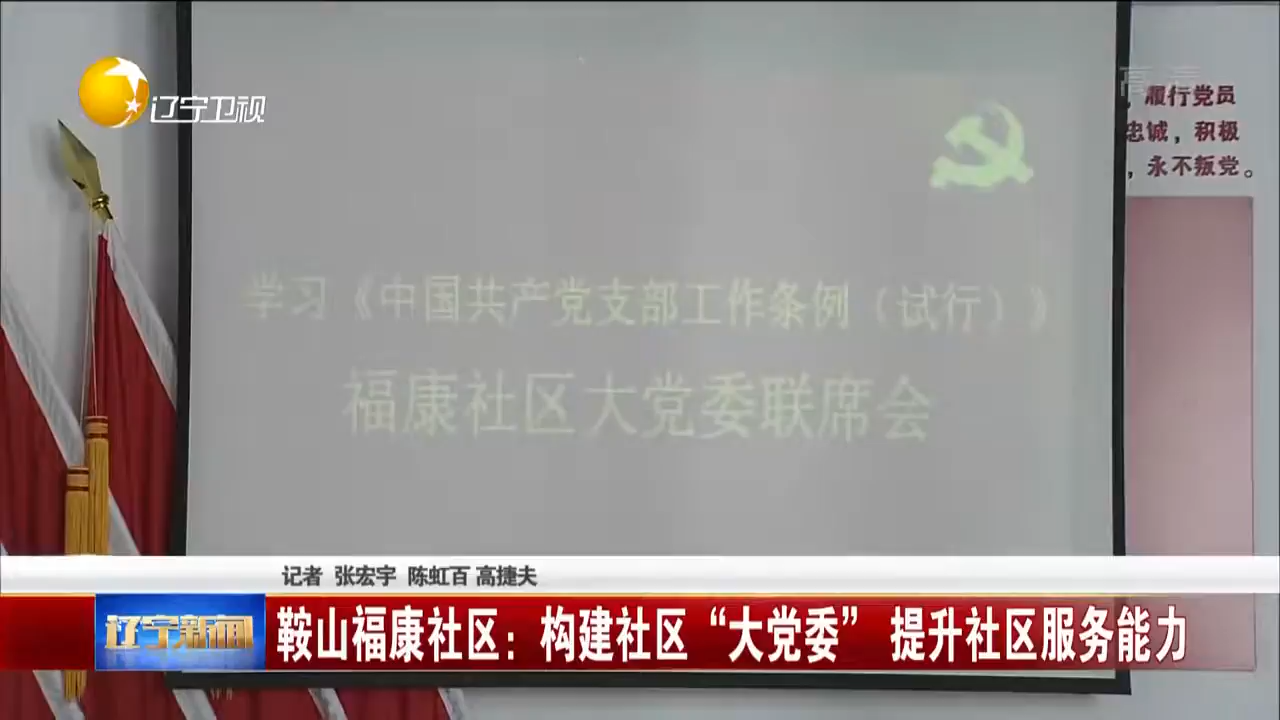 辽宁卫视
高清
，履行党员
忠诚，积极
，永不叛党。
学习《中国共产党支部工作条例（试行）》
福康社区大党委联席会
记者 张宏宇 陈虹百 高捷夫
辽宁新闻
鞍山福康社区：构建社区“大党委” 提升社区服务能力